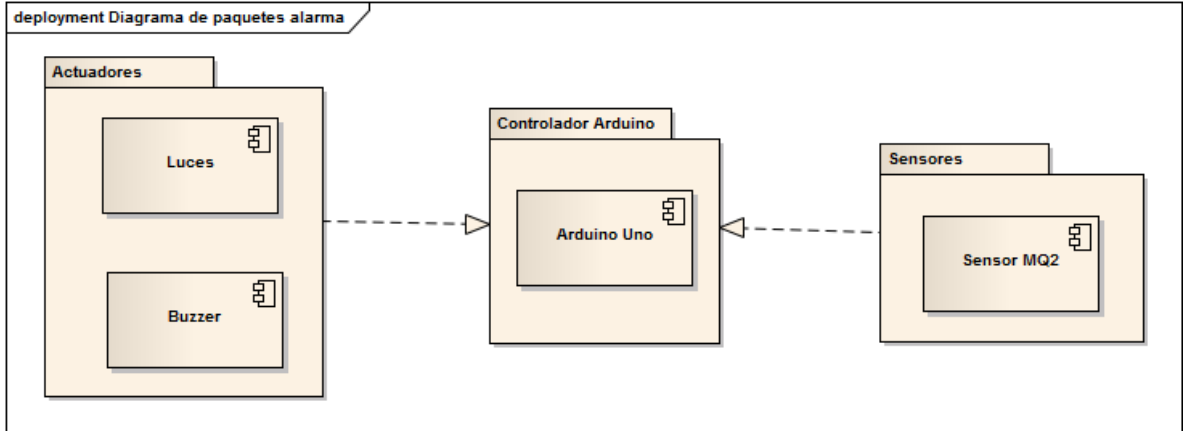 deployment Diagrama de paquetes alarma
Actuadores
Luces
Buzzer
Controlador Arduino
Arduino Uno
Sensores
Sensor MQ2